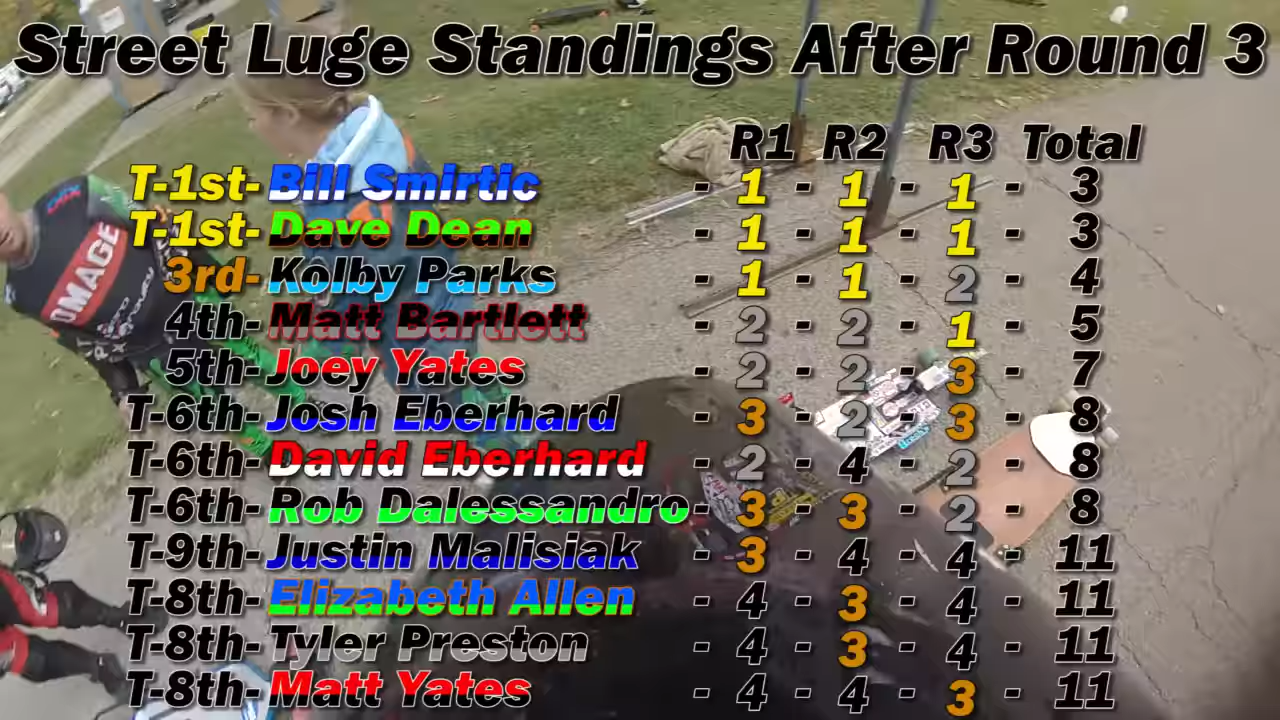 Street Luge Standings After Round 3
R1 R2 R3 Total
T-1st- Bill Smirtic - 1 - 1 - 1 - 3
T-1st- Dave Dean - 1 - 1 - 1 - 3
3rd- Kolby Parks - 1 - 1 - 2 - 4
4th- Matt Bartlett - 2 - 2 - 1 - 5
5th- Joey Yates - 2 - 2 - 3 - 7
T-6th- Josh Eberhard - 3 - 2 - 3 - 8
T-6th- David Eberhard - 2 - 4 - 2 - 8
T-6th- Rob Dalessandro - 3 - 3 - 2 - 8
T-9th- Justin Malisiak - 3 - 4 - 4 - 11
T-8th- Elizabeth Allen - 4 - 3 - 4 - 11
T-8th- Tyler Preston - 4 - 3 - 4 - 11
T-8th- Matt Yates - 4 - 4 - 3 - 11
OMAGE